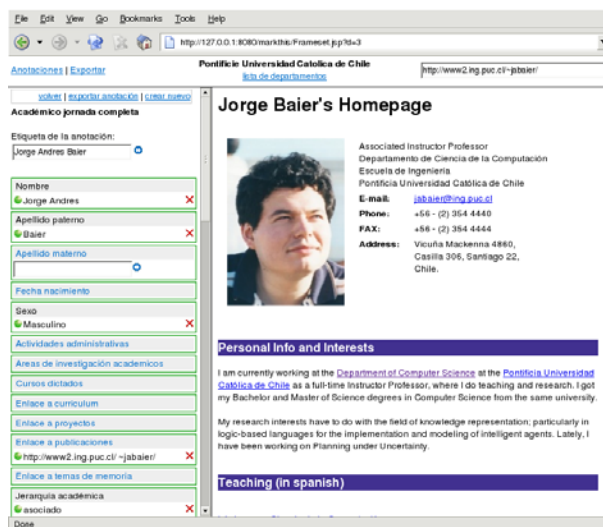 File Edit View Go Bookmarks Tools Help
http://127.0.0.1:8080/markthis/Frameset.jsp?d=3
Anotaciones | Exportar
Pontificie Universidad Catolica de Chile
lista de departamentos
http://www2.ing.puc.cl/~jabaier/
volver | exportar anotación | crear nuevo
Académico jornada completa
Etiqueta de la anotación:
Jorge Andres Baier
Nombre
Jorge Andres
Apellido paterno
Baier
Apellido materno
Fecha nacimiento
Sexo
Masculino
Actividades administrativas
Areas de investigación academicos
Cursos dictados
Enlace a curriculum
Enlace a proyectos
Enlace a publicaciones
http://www2.ing.puc.cl/ ~jabaier/
Enlace a temas de memoria
Jerarquía académica
asociado
Jorge Baier's Homepage
Associated Instructor Professor
Departamento de Ciencia de la Computación
Escuela de Ingeniería
Pontificia Universidad Católica de Chile
E-mail: jabaier@ing.puc.cl
Phone: +56 - (2) 354 4440
FAX: +56 - (2) 354 4444
Address: Vicuña Mackenna 4860,
Casilla 306, Santiago 22,
Chile.
Personal Info and Interests
I am currently working at the Department of Computer Science at the Pontificia Universidad
Católica de Chile as a full-time Instructor Professor, where I do teaching and research. I got
my Bachelor and Master of Science degrees in Computer Science from the same university.
My research interests have to do with the field of knowledge representation; particularly in
logic-based languages for the implementation and modeling of intelligent agents. Lately, I
have been working on Planning under Uncertainty.
Teaching (in spanish)
Done